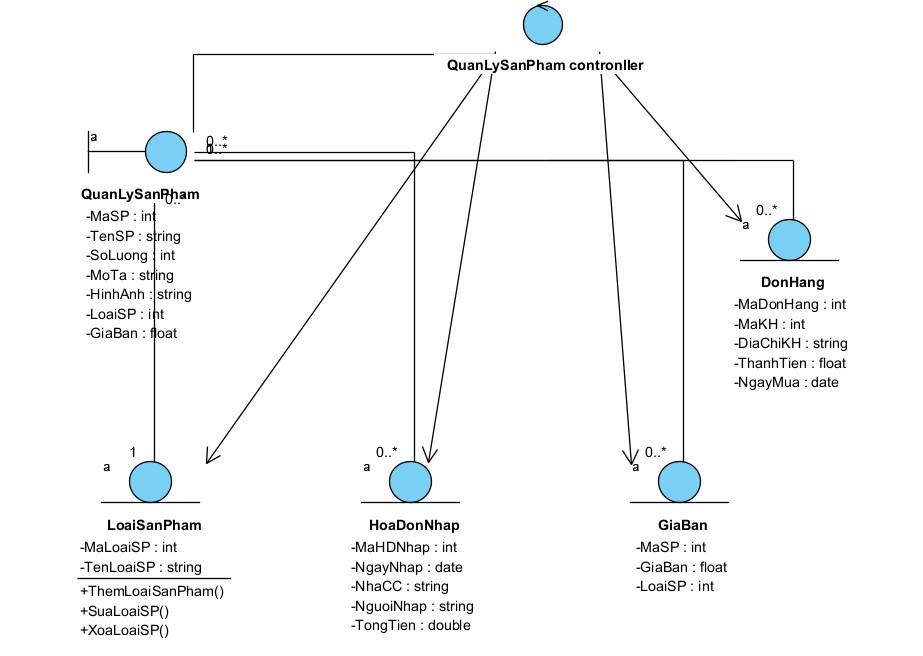 QuanLySanPham contronller
a
0..*
0..*
QuanLySanPham
0..*
-MaSP : int
-TenSP : string
-SoLuong : int
-MoTa : string
-HinhAnh : string
-LoaiSP : int
-GiaBan : float
0..*
a
DonHang
-MaDonHang : int
-MaKH : int
-DiaChiKH : string
-ThanhTien : float
-NgayMua : date
1
a
LoaiSanPham
-MaLoaiSP : int
-TenLoaiSP : string
+ThemLoaiSanPham()
+SuaLoaiSP()
+XoaLoaiSP()
0..*
a
HoaDonNhap
-MaHDNhap : int
-NgayNhap : date
-NhaCC : string
-NguoiNhap : string
-TongTien : double
0..*
a
GiaBan
-MaSP : int
-GiaBan : float
-LoaiSP : int